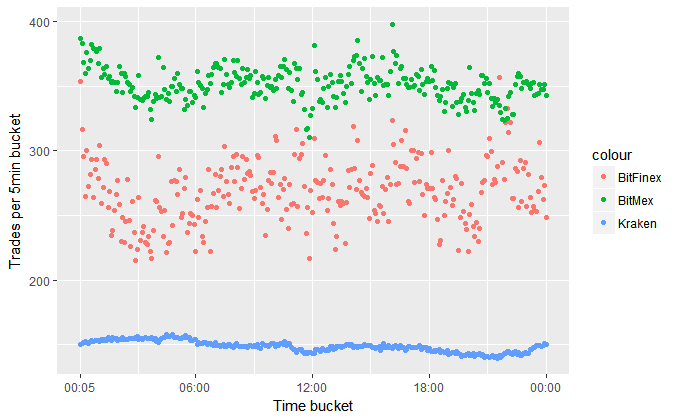 Trades per 5min bucket
400
300
200
00:05
06:00
12:00
18:00
00:00
Time bucket
colour
BitFinex
BitMex
Kraken